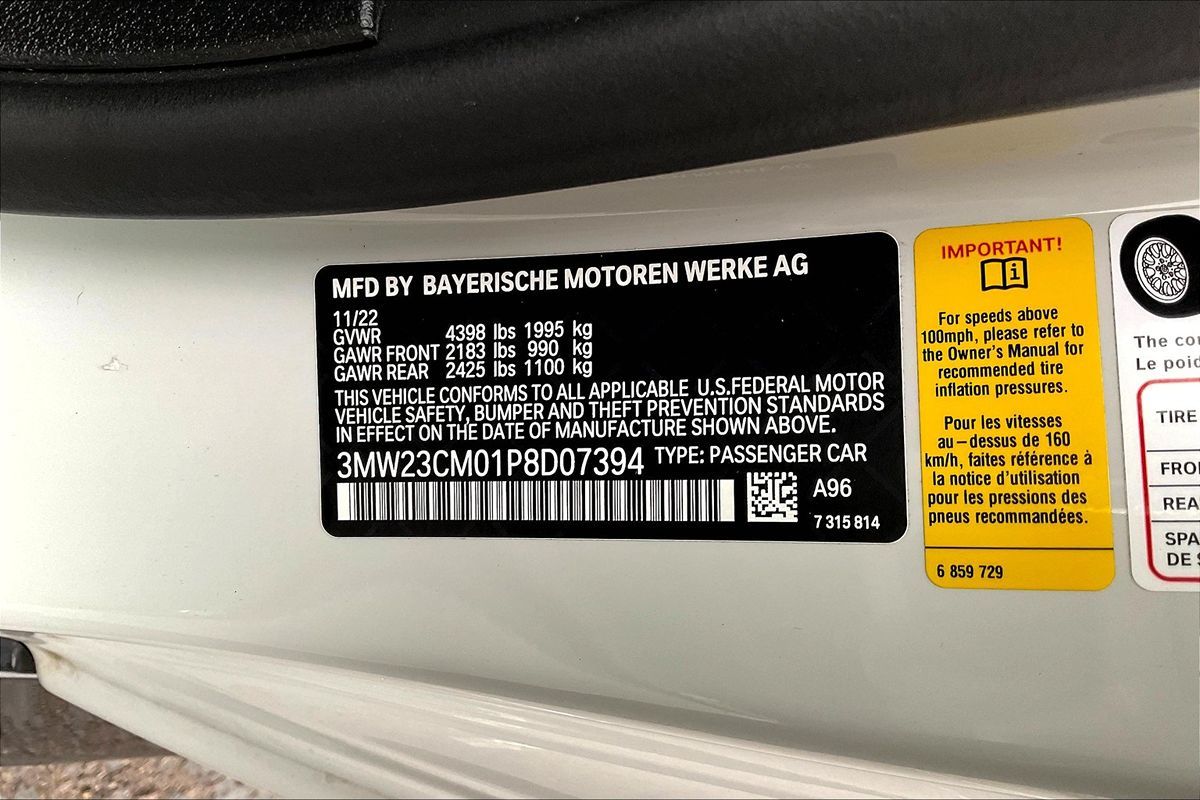 MFD BY BAYERISCHE MOTOREN WERKE AG
11/22
GVWR 4398 lbs 1995 kg
GAWR FRONT 2183 lbs 990 kg
GAWR REAR 2425 lbs 1100 kg
THIS VEHICLE CONFORMS TO ALL APPLICABLE U.S.FEDERAL MOTOR
VEHICLE SAFETY, BUMPER AND THEFT PREVENTION STANDARDS
IN EFFECT ON THE DATE OF MANUFACTURE SHOWN ABOVE.
3MW23CM01P8D07394 TYPE: PASSENGER CAR
A96
7 315 814
IMPORTANT!
i
For speeds above
100mph, please refer to
the Owner's Manual for
recommended tire
inflation pressures.
Pour les vitesses
au-dessus de 160
km/h, faites référence à
la notice d'utilisation
pour les pressions des
pneus recommandées.
6 859 729
The
Le
TIRE
DE